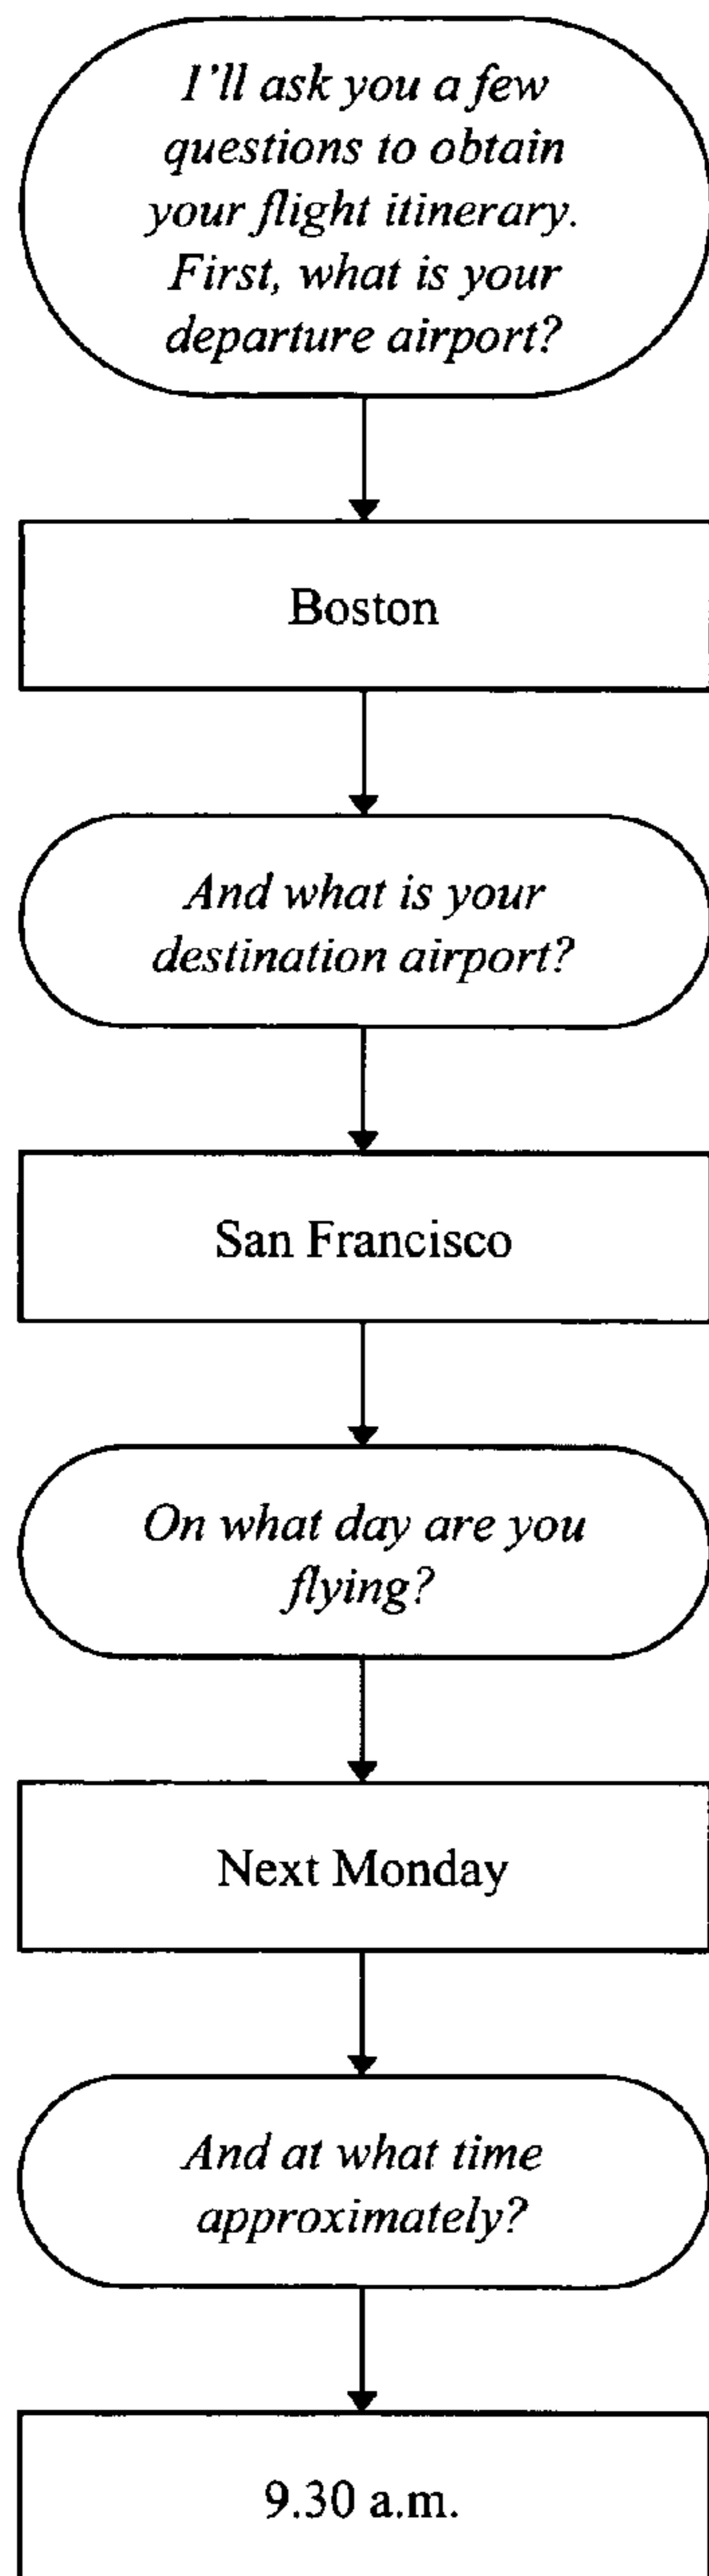 I'll ask you a few
questions to obtain
your flight itinerary.
First, what is your
departure airport?
Boston
And what is your
destination airport?
San Francisco
On what day are you
flying?
Next Monday
And at what time
approximately?
9.30 a.m.